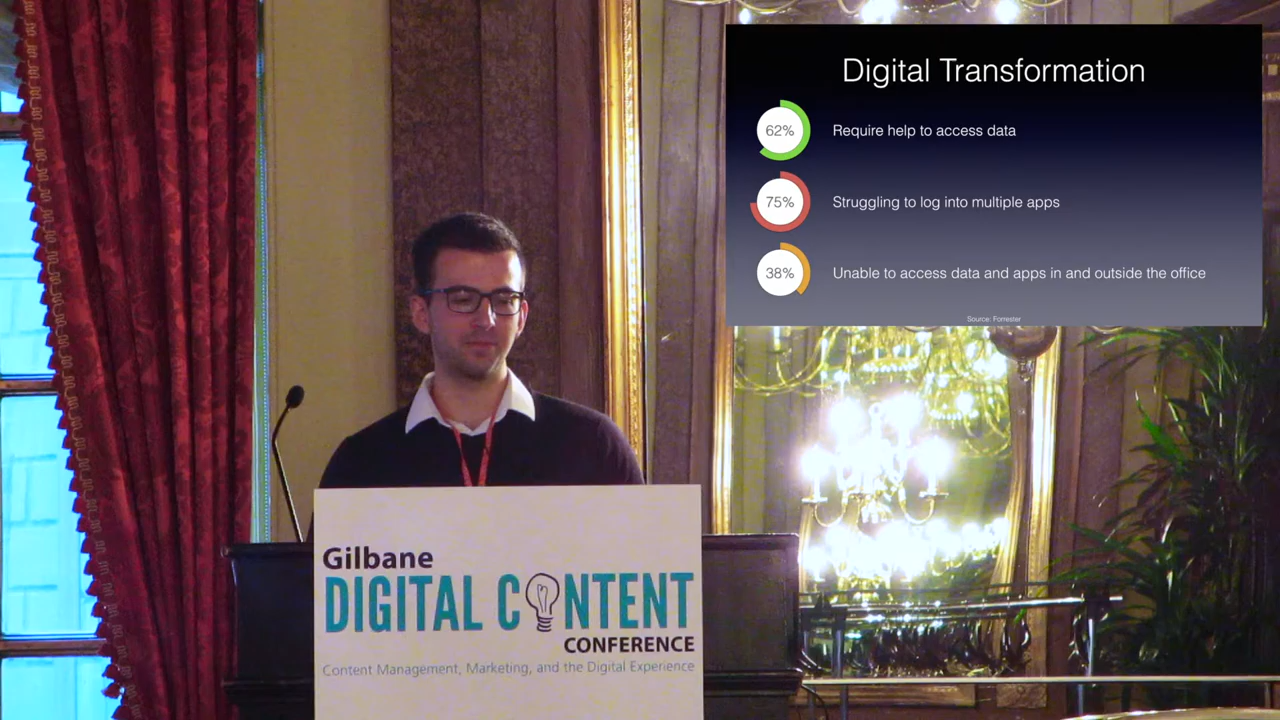 Digital Transformation
62% Require help to access data
75% Struggling to log into multiple apps
38% Unable to access data and apps in and outside the office
Source: Forrester
Gilbane
DIGITAL CONTENT
CONFERENCE
Content Management, Marketing, and the Digital Experience